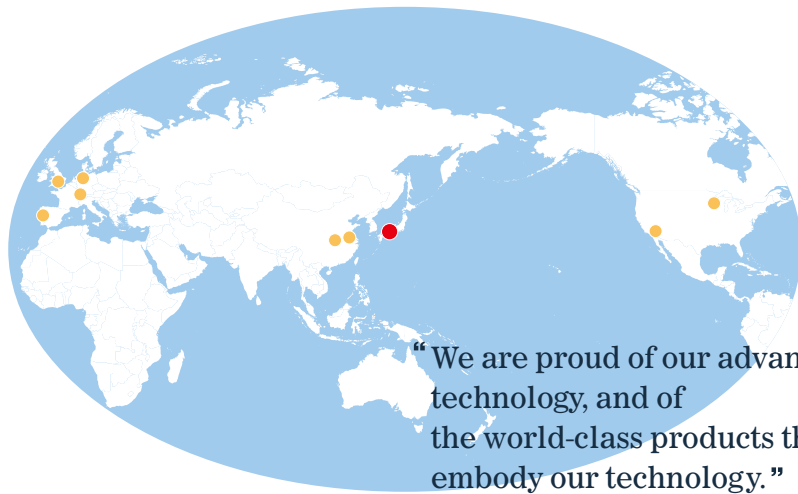 “ We are proud of our advan
technology, and of
the world-class products th
embody our technology. ”